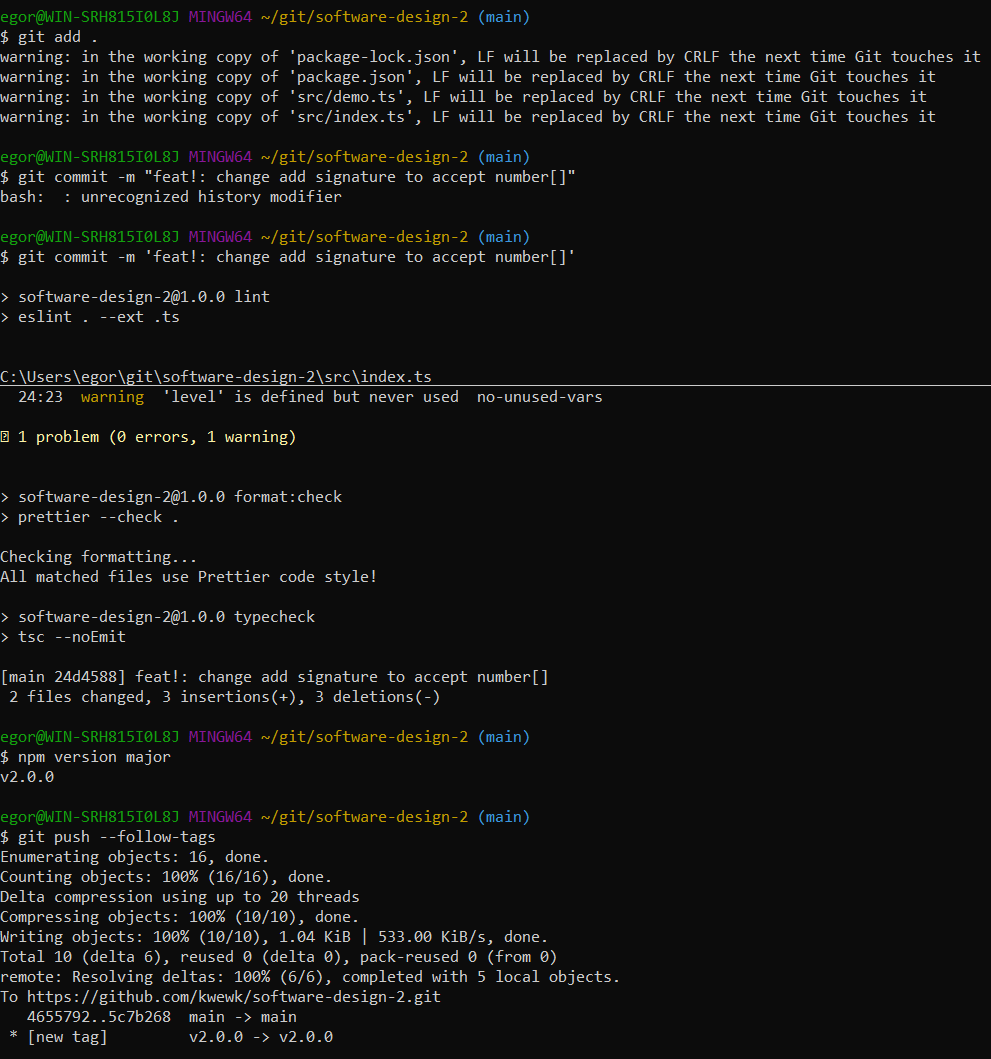 egor@WIN-SRH815I0L8J MINGW64 ~/git/software-design-2 (main)
$ git add .
warning: in the working copy of 'package-lock.json', LF will be replaced by CRLF the next time Git touches it
warning: in the working copy of 'package.json', LF will be replaced by CRLF the next time Git touches it
warning: in the working copy of 'src/demo.ts', LF will be replaced by CRLF the next time Git touches it
warning: in the working copy of 'src/index.ts', LF will be replaced by CRLF the next time Git touches it
egor@WIN-SRH815I0L8J MINGW64 ~/git/software-design-2 (main)
$ git commit -m "feat!: change add signature to accept number[]"
bash:  : unrecognized history modifier
egor@WIN-SRH815I0L8J MINGW64 ~/git/software-design-2 (main)
$ git commit -m 'feat!: change add signature to accept number[]'
> software-design-2@1.0.0 lint
> eslint . --ext .ts
C:\Users\egor\git\software-design-2\src\index.ts
  24:23  warning  'level' is defined but never used  no-unused-vars
1 problem (0 errors, 1 warning)
> software-design-2@1.0.0 format:check
> prettier --check .
Checking formatting...
All matched files use Prettier code style!
> software-design-2@1.0.0 typecheck
> tsc --noEmit
[main 24d4588] feat!: change add signature to accept number[]
 2 files changed, 3 insertions(+), 3 deletions(-)
egor@WIN-SRH815I0L8J MINGW64 ~/git/software-design-2 (main)
$ npm version major
v2.0.0
egor@WIN-SRH815I0L8J MINGW64 ~/git/software-design-2 (main)
$ git push --follow-tags
Enumerating objects: 16, done.
Counting objects: 100% (16/16), done.
Delta compression using up to 20 threads
Compressing objects: 100% (10/10), done.
Writing objects: 100% (10/10), 1.04 KiB | 533.00 KiB/s, done.
Total 10 (delta 6), reused 0 (delta 0), pack-reused 0 (from 0)
remote: Resolving deltas: 100% (6/6), completed with 5 local objects.
To https://github.com/kwewk/software-design-2.git
   4655792..5c7b268  main -> main
 * [new tag]         v2.0.0 -> v2.0.0